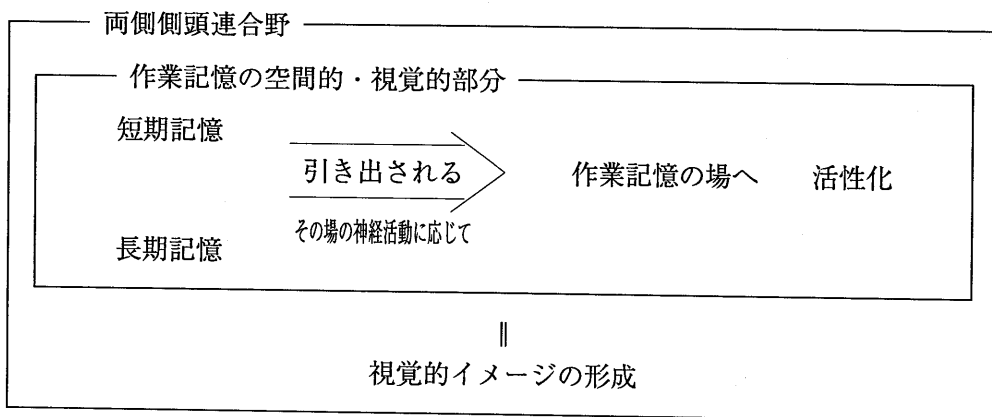 両側側頭連合野
作業記憶の空間的・視覚的部分
短期記憶
引き出される
作業記憶の場へ 活性化
その場の神経活動に応じて
長期記憶
||
視覚的イメージの形成